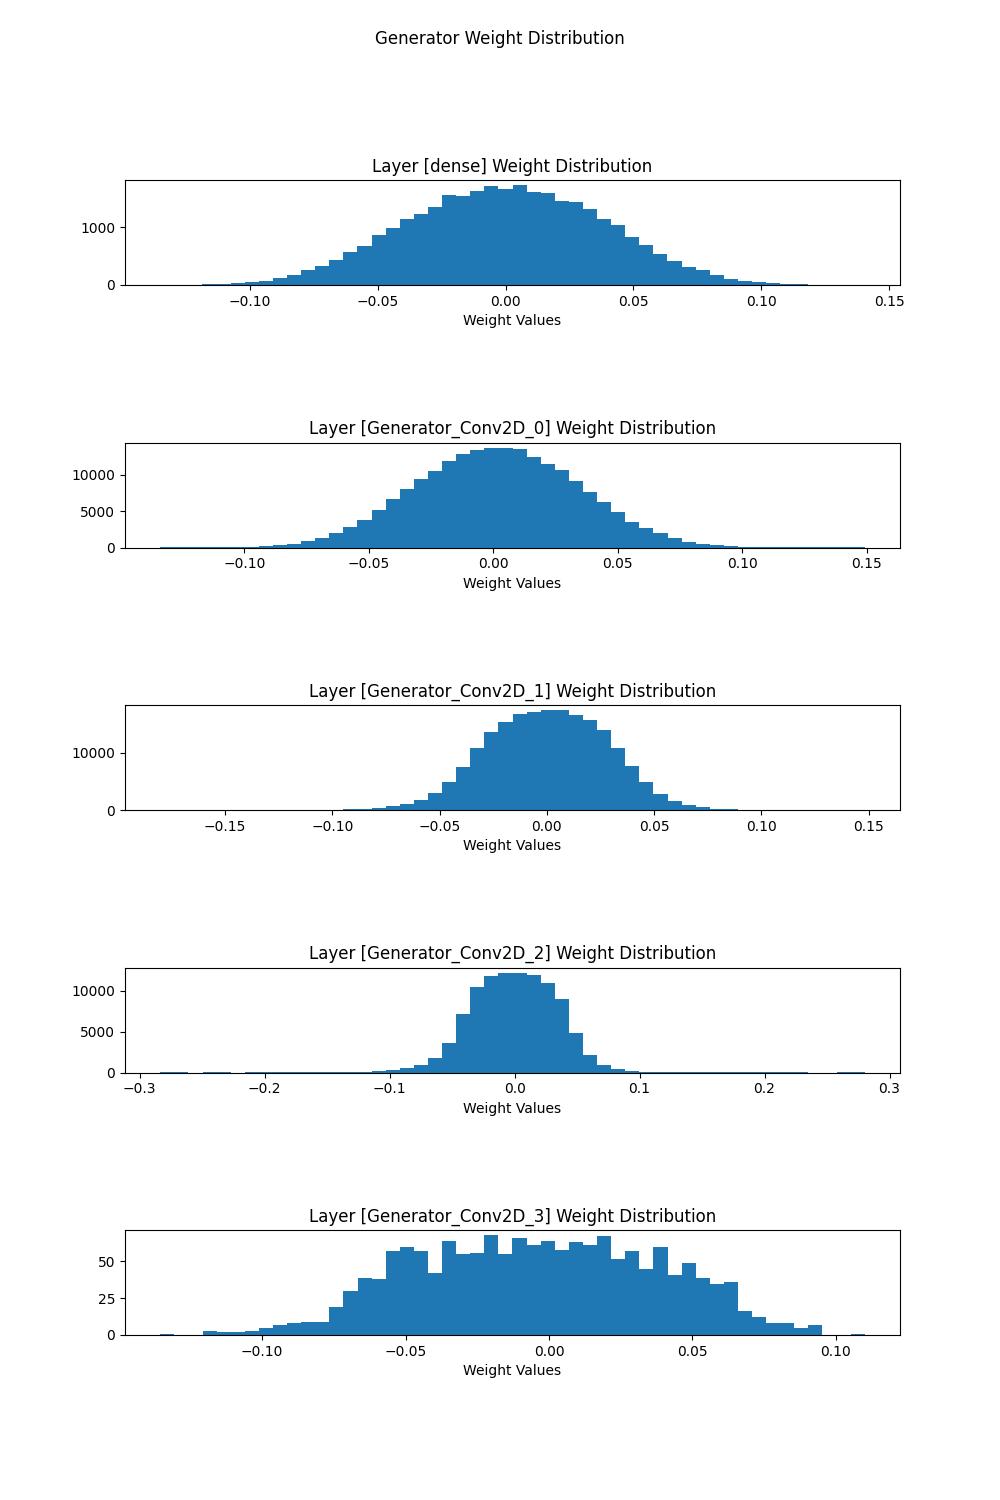 Generator Weight Distribution
Layer [dense] Weight Distribution
1000
0
−0.10 −0.05 0.00 0.05 0.10 0.15
Weight Values
Layer [Generator_Conv2D_0] Weight Distribution
10000
5000
0
−0.10 −0.05 0.00 0.05 0.10 0.15
Weight Values
Layer [Generator_Conv2D_1] Weight Distribution
10000
0
−0.15 −0.10 −0.05 0.00 0.05 0.10 0.15
Weight Values
Layer [Generator_Conv2D_2] Weight Distribution
10000
5000
0
−0.3 −0.2 −0.1 0.0 0.1 0.2 0.3
Weight Values
Layer [Generator_Conv2D_3] Weight Distribution
50
25
0
−0.10 −0.05 0.00 0.05 0.10
Weight Values